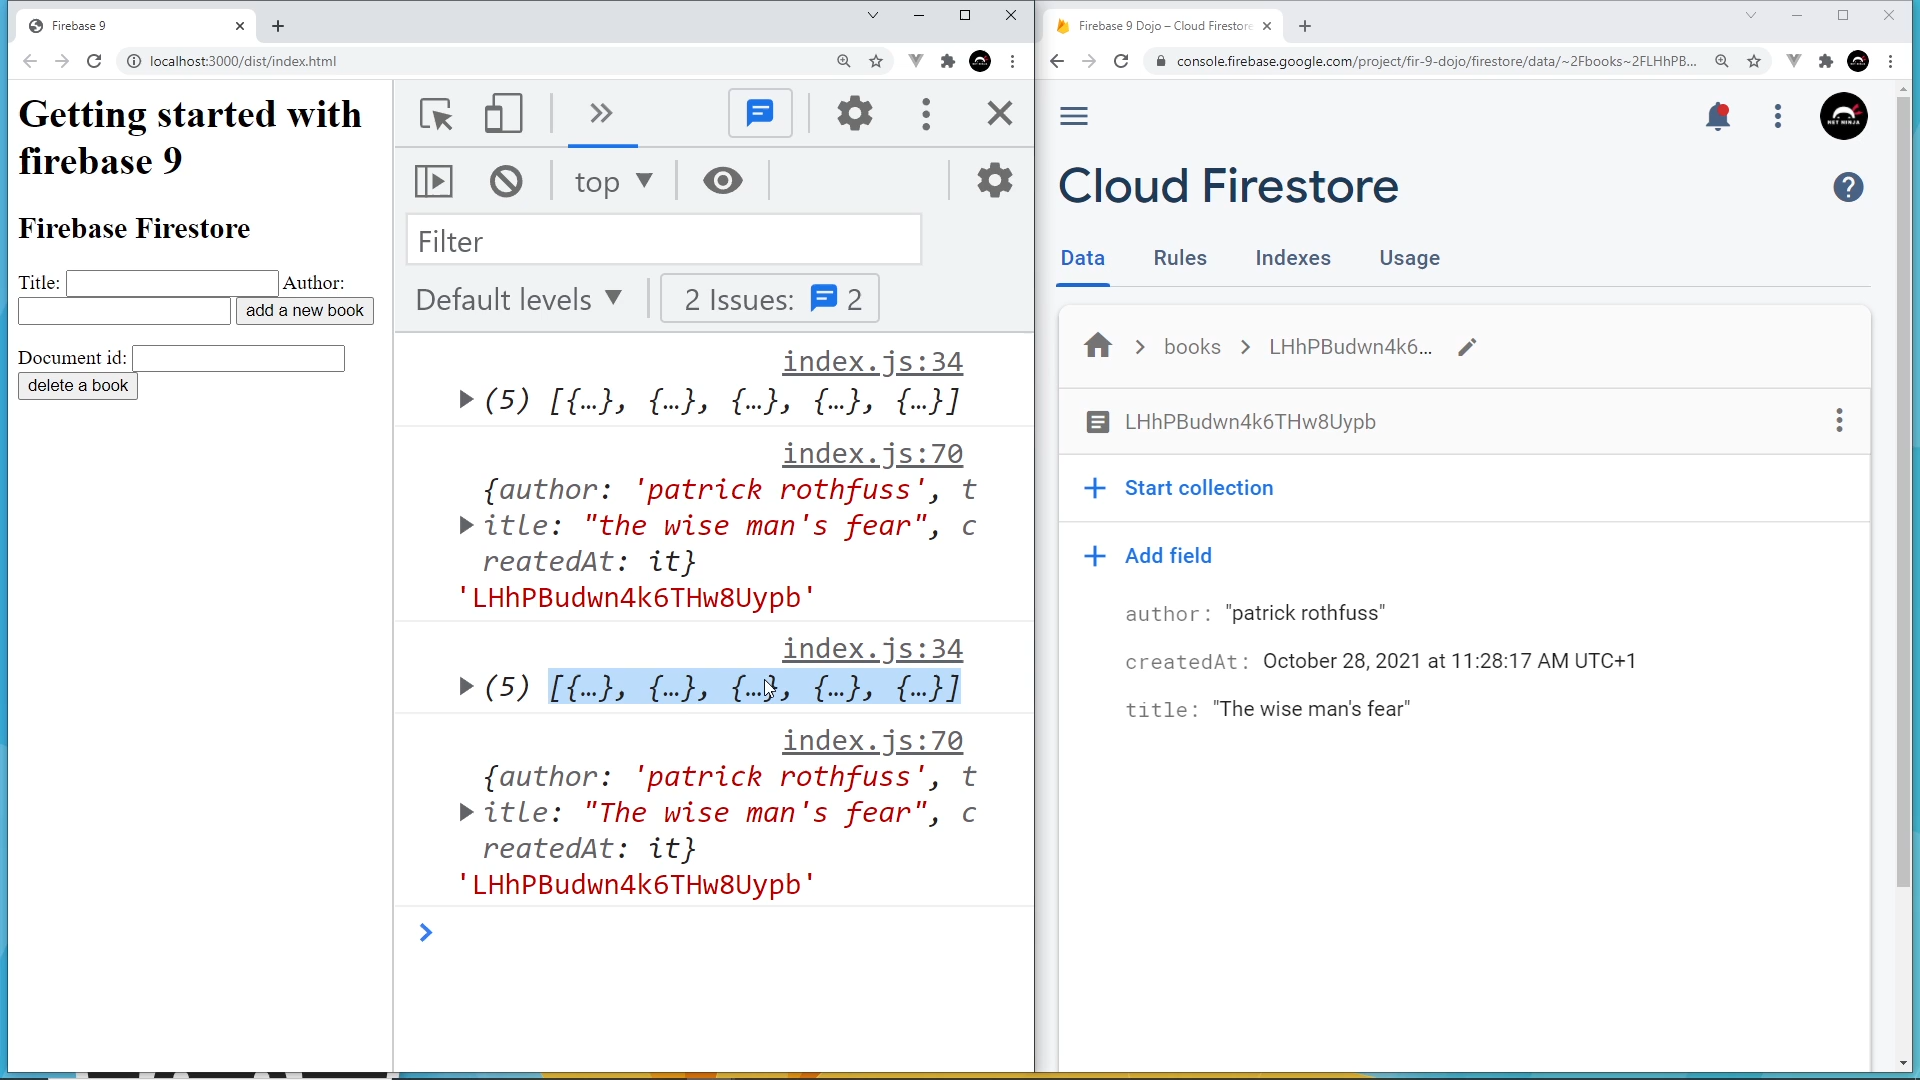 Firebase 9
localhost:3000/dist/index.html
Getting started with
firebase 9
Firebase Firestore
Title:
Author:
add a new book
Document id:
delete a book
top
Filter
Default levels
2 Issues:
2
index.js:34
(5) [{…}, {…}, {…}, {…}, {…}]
index.js:70
{author: 'patrick rothfuss', t
itle: "the wise man's fear", c
reatedAt: it}
'LHhPBudwn4k6THw8Uypb'
index.js:34
(5) [{…}, {…}, {…}, {…}, {…}]
index.js:70
{author: 'patrick rothfuss', t
itle: "The wise man's fear", c
reatedAt: it}
'LHhPBudwn4k6THw8Uypb'
Firebase 9 Dojo – Cloud Firestore
console.firebase.google.com/project/fir-9-dojo/firestore/data/~2Fbooks~2FLHhPB...
NET NINJA
Cloud Firestore
Data
Rules
Indexes
Usage
books
LHhPBudwn4k6...
LHhPBudwn4k6THw8Uypb
Start collection
Add field
author: "patrick rothfuss"
createdAt: October 28, 2021 at 11:28:17 AM UTC+1
title: "The wise man's fear"